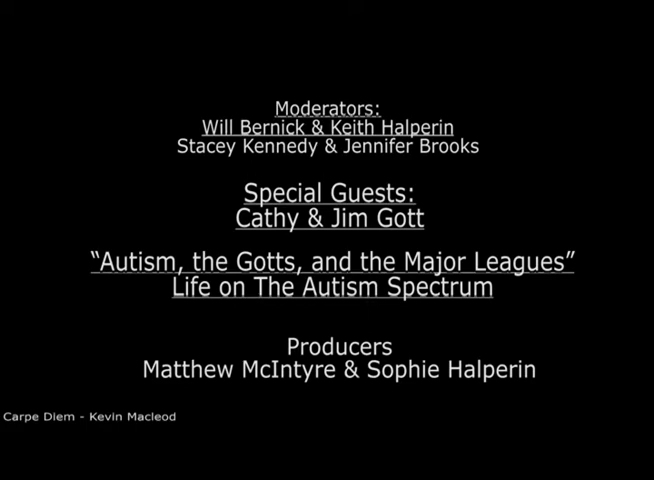 Moderators:
Will Bernick & Keith Halperin
Stacey Kennedy & Jennifer Brooks
Special Guests:
Cathy & Jim Gott
“Autism, the Gotts, and the Major Leagues”
Life on The Autism Spectrum
Producers
Matthew McIntyre & Sophie Halperin
Carpe Diem - Kevin Macleod